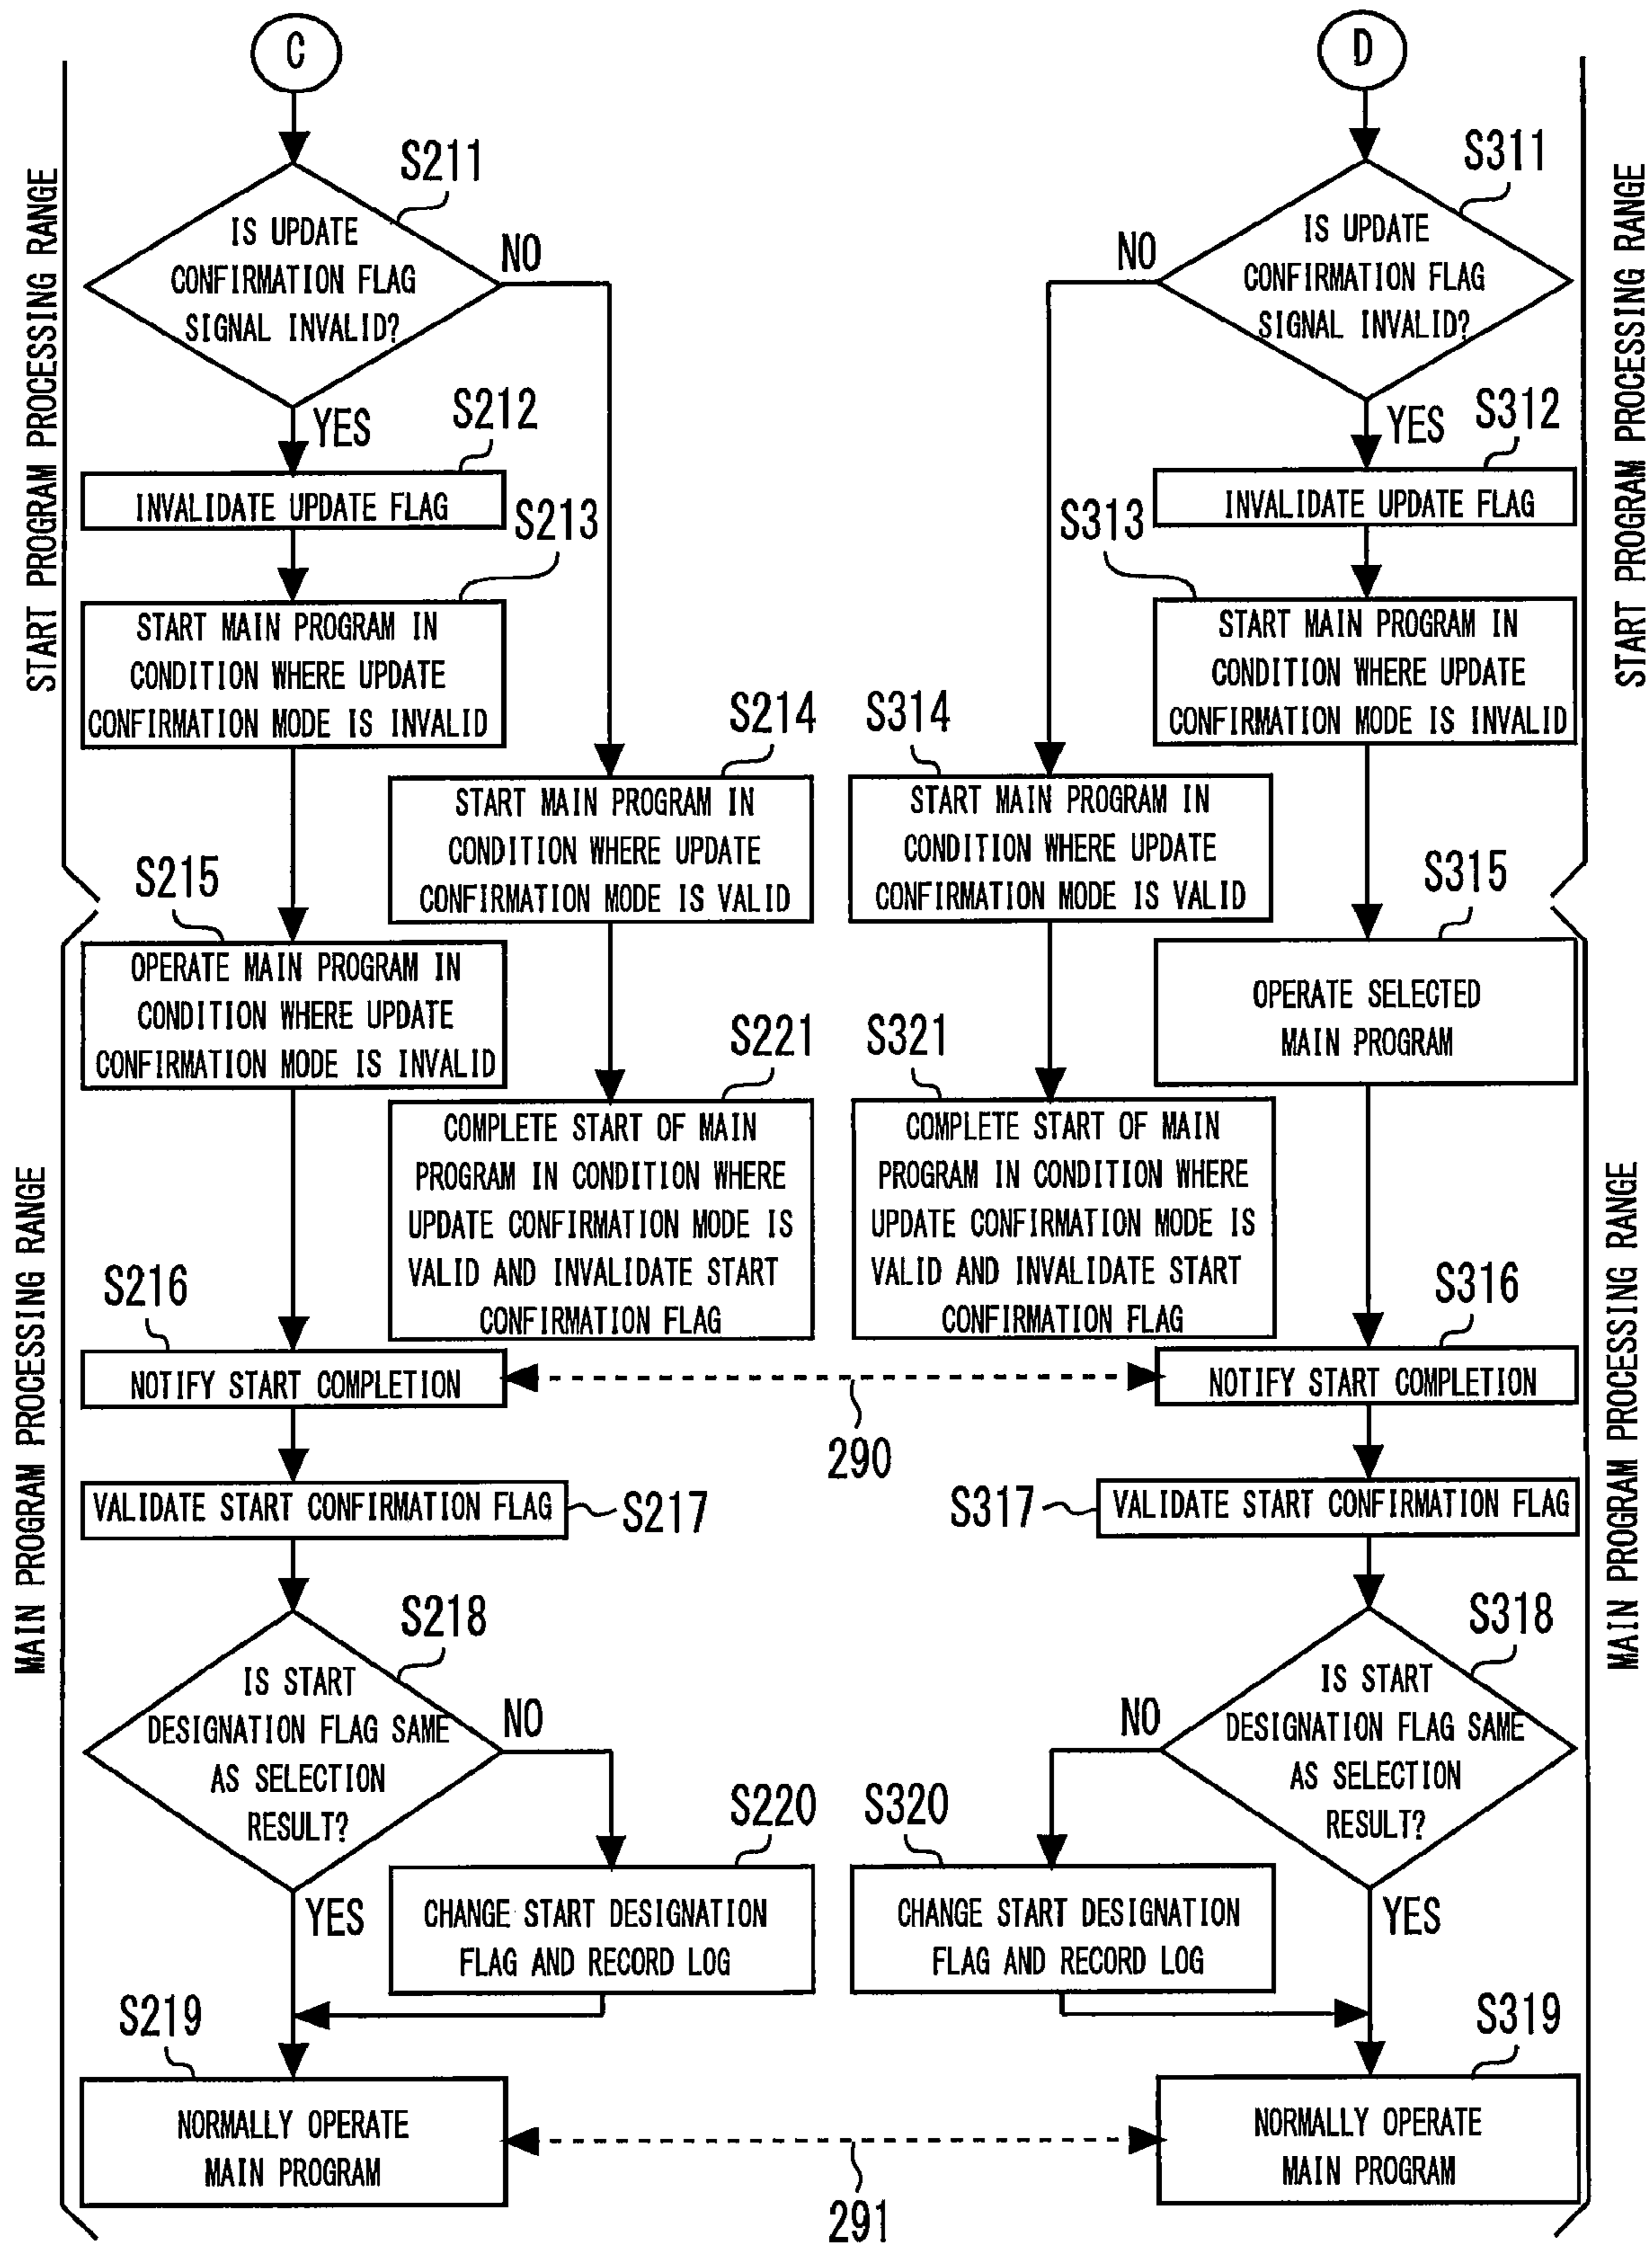 C
D
START PROGRAM PROCESSING RANGE
START PROGRAM PROCESSING RANGE
S211
IS UPDATE
CONFIRMATION FLAG
SIGNAL INVALID?
NO
YES
S311
IS UPDATE
CONFIRMATION FLAG
SIGNAL INVALID?
NO
YES
S212
INVALIDATE UPDATE FLAG
S312
INVALIDATE UPDATE FLAG
S213
START MAIN PROGRAM IN
CONDITION WHERE UPDATE
CONFIRMATION MODE IS INVALID
S313
START MAIN PROGRAM IN
CONDITION WHERE UPDATE
CONFIRMATION MODE IS INVALID
S214
START MAIN PROGRAM IN
CONDITION WHERE UPDATE
CONFIRMATION MODE IS VALID
S314
START MAIN PROGRAM IN
CONDITION WHERE UPDATE
CONFIRMATION MODE IS VALID
MAIN PROGRAM PROCESSING RANGE
MAIN PROGRAM PROCESSING RANGE
S215
OPERATE MAIN PROGRAM IN
CONDITION WHERE UPDATE
CONFIRMATION MODE IS INVALID
S315
OPERATE SELECTED
MAIN PROGRAM
S221
COMPLETE START OF MAIN
PROGRAM IN CONDITION WHERE
UPDATE CONFIRMATION MODE IS
VALID AND INVALIDATE START
CONFIRMATION FLAG
S321
COMPLETE START OF MAIN
PROGRAM IN CONDITION WHERE
UPDATE CONFIRMATION MODE IS
VALID AND INVALIDATE START
CONFIRMATION FLAG
S216
NOTIFY START COMPLETION
290
S316
NOTIFY START COMPLETION
VALIDATE START CONFIRMATION FLAG
S217
S317
VALIDATE START CONFIRMATION FLAG
S218
IS START
DESIGNATION FLAG SAME
AS SELECTION
RESULT?
NO
YES
S318
IS START
DESIGNATION FLAG SAME
AS SELECTION
RESULT?
NO
YES
S220
CHANGE START DESIGNATION
FLAG AND RECORD LOG
S320
CHANGE START DESIGNATION
FLAG AND RECORD LOG
S219
NORMALLY OPERATE
MAIN PROGRAM
291
S319
NORMALLY OPERATE
MAIN PROGRAM